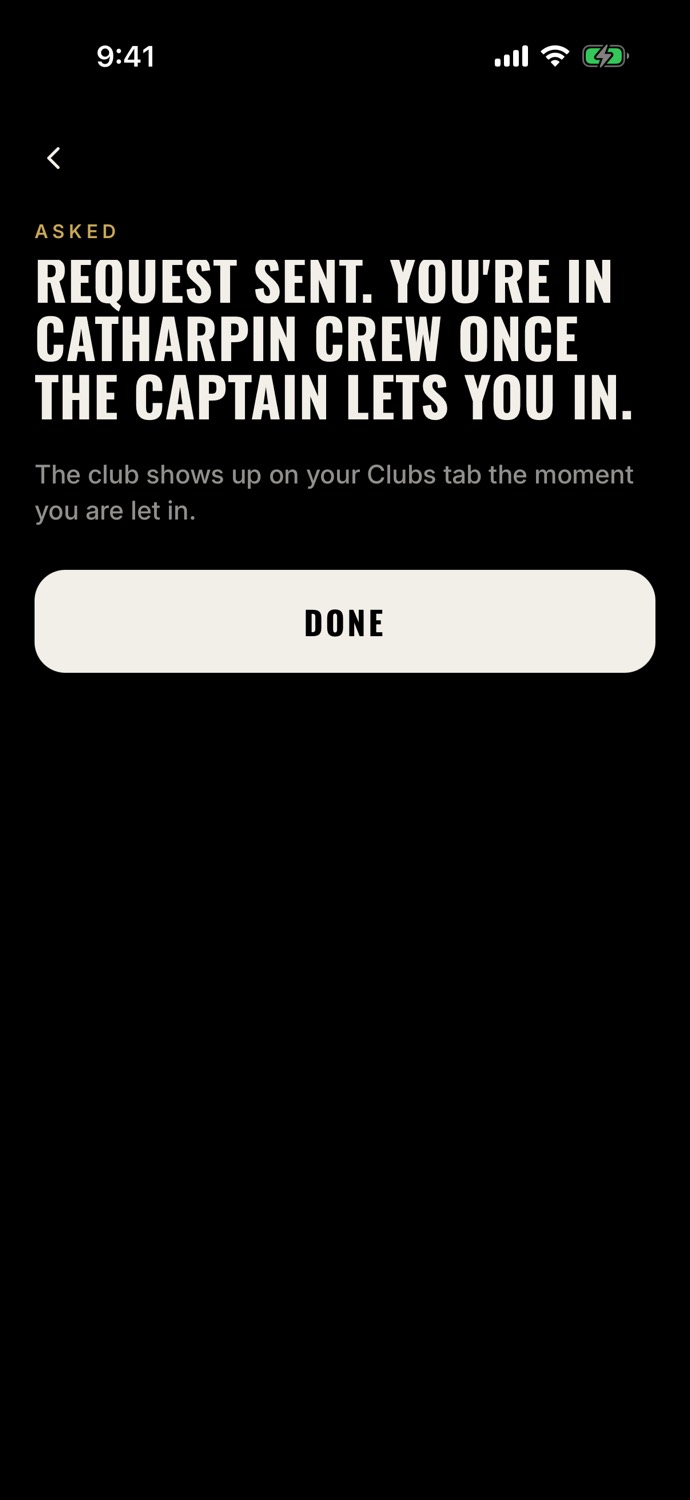 9:41
ASKED
REQUEST SENT. YOU'RE IN
CATHARPIN CREW ONCE
THE CAPTAIN LETS YOU IN.
The club shows up on your Clubs tab the moment
you are let in.
DONE